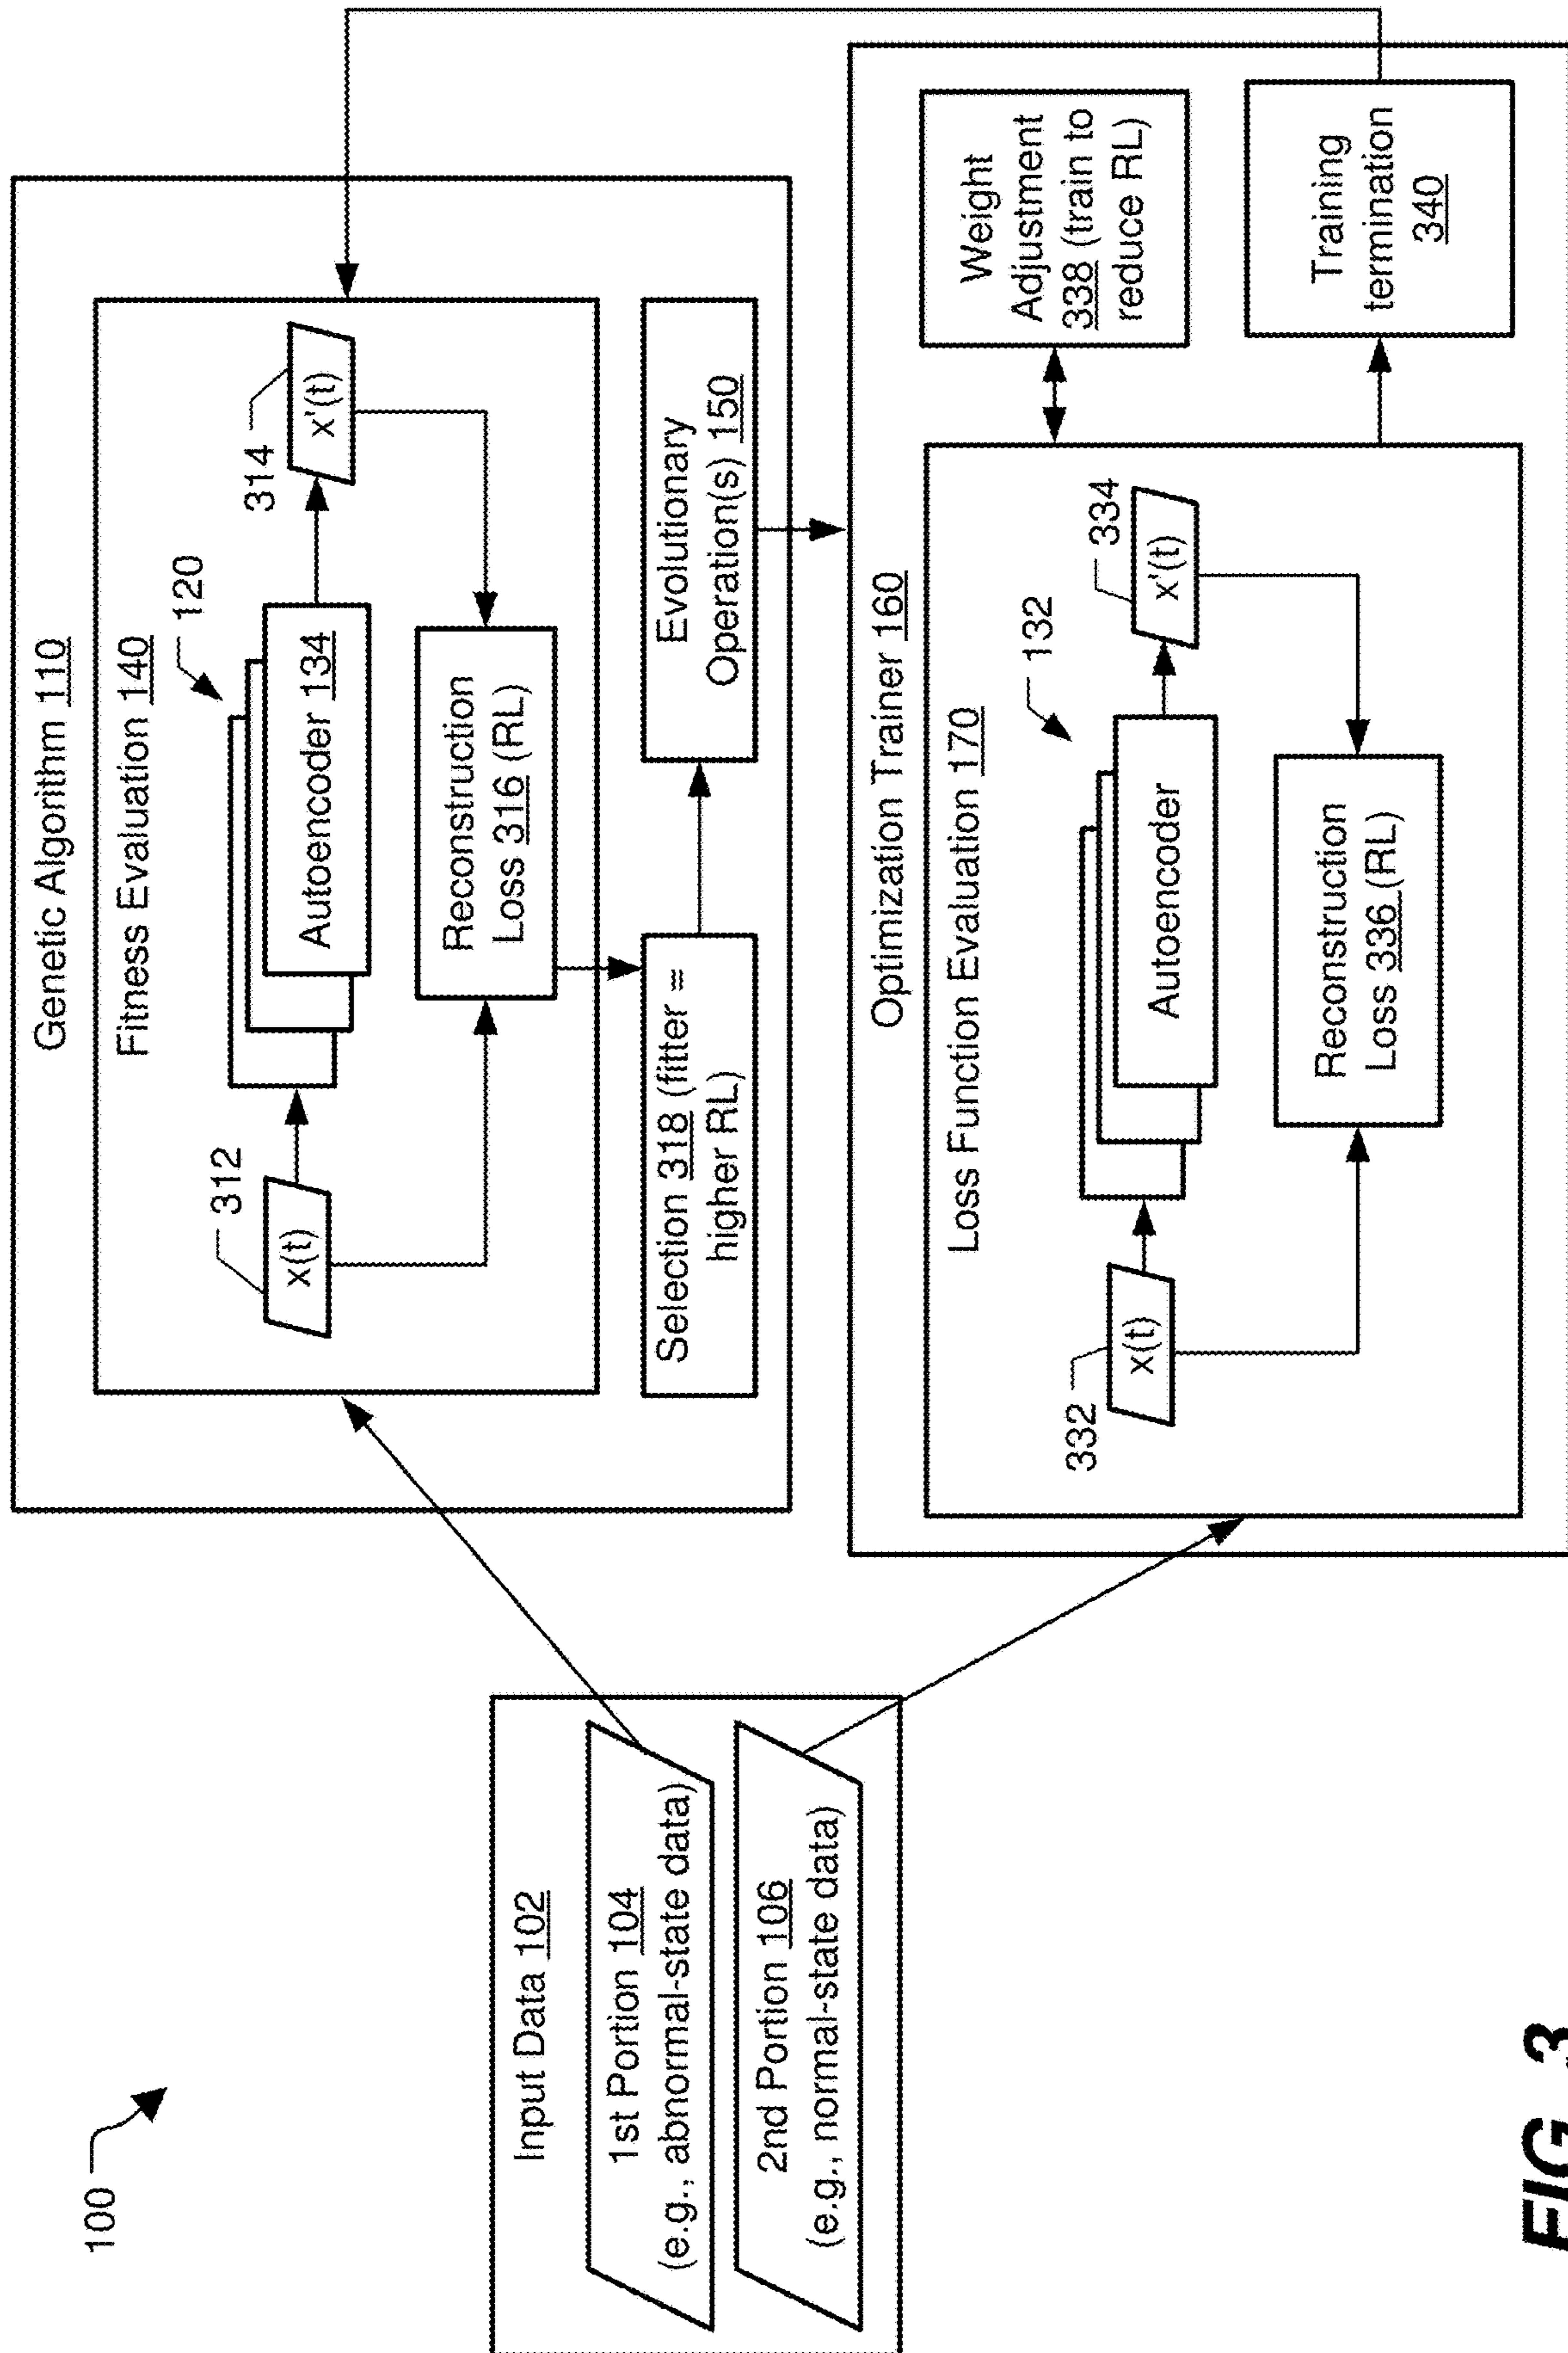 100
Input Data 102
1st Portion 104
(e.g., abnormal-state data)
2nd Portion 106
(e.g., normal-state data)
Genetic Algorithm 110
Fitness Evaluation 140
312
x(t)
120
Autoencoder 134
314
x'(t)
Reconstruction
Loss 316 (RL)
Selection 318 (fitter =
higher RL)
Evolutionary
Operation(s) 150
Optimization Trainer 160
Loss Function Evaluation 170
332
x(t)
132
Autoencoder
334
x'(t)
Reconstruction
Loss 336 (RL)
Weight
Adjustment
338 (train to
reduce RL)
Training
termination
340
FIG. 3